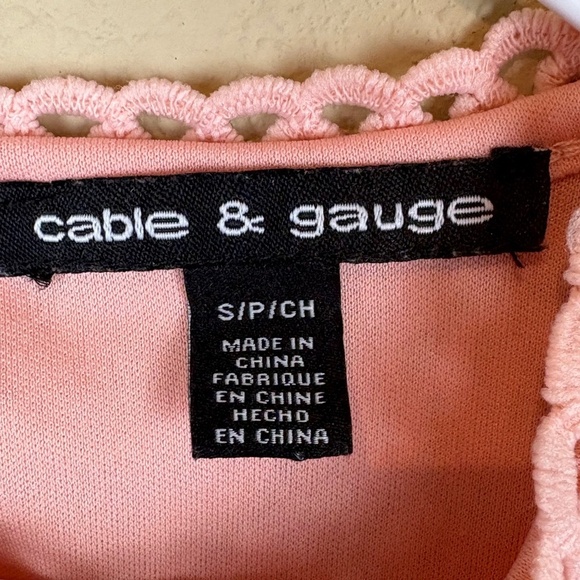 cable & gauge
S/P/CH
MADE IN
CHINA
FABRIQUE
EN CHINE
HECHO
EN CHINA